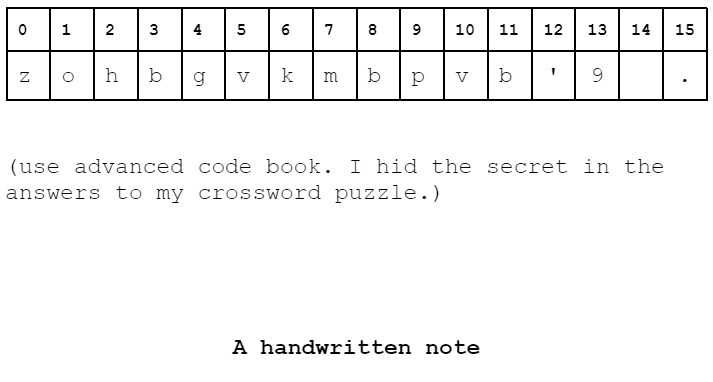 0 1 2 3 4 5 6 7 8 9 10 11 12 13 14 15
z o h b g v k m b p v b ' 9 .
(use advanced code book. I hid the secret in the
answers to my crossword puzzle.)
A handwritten note